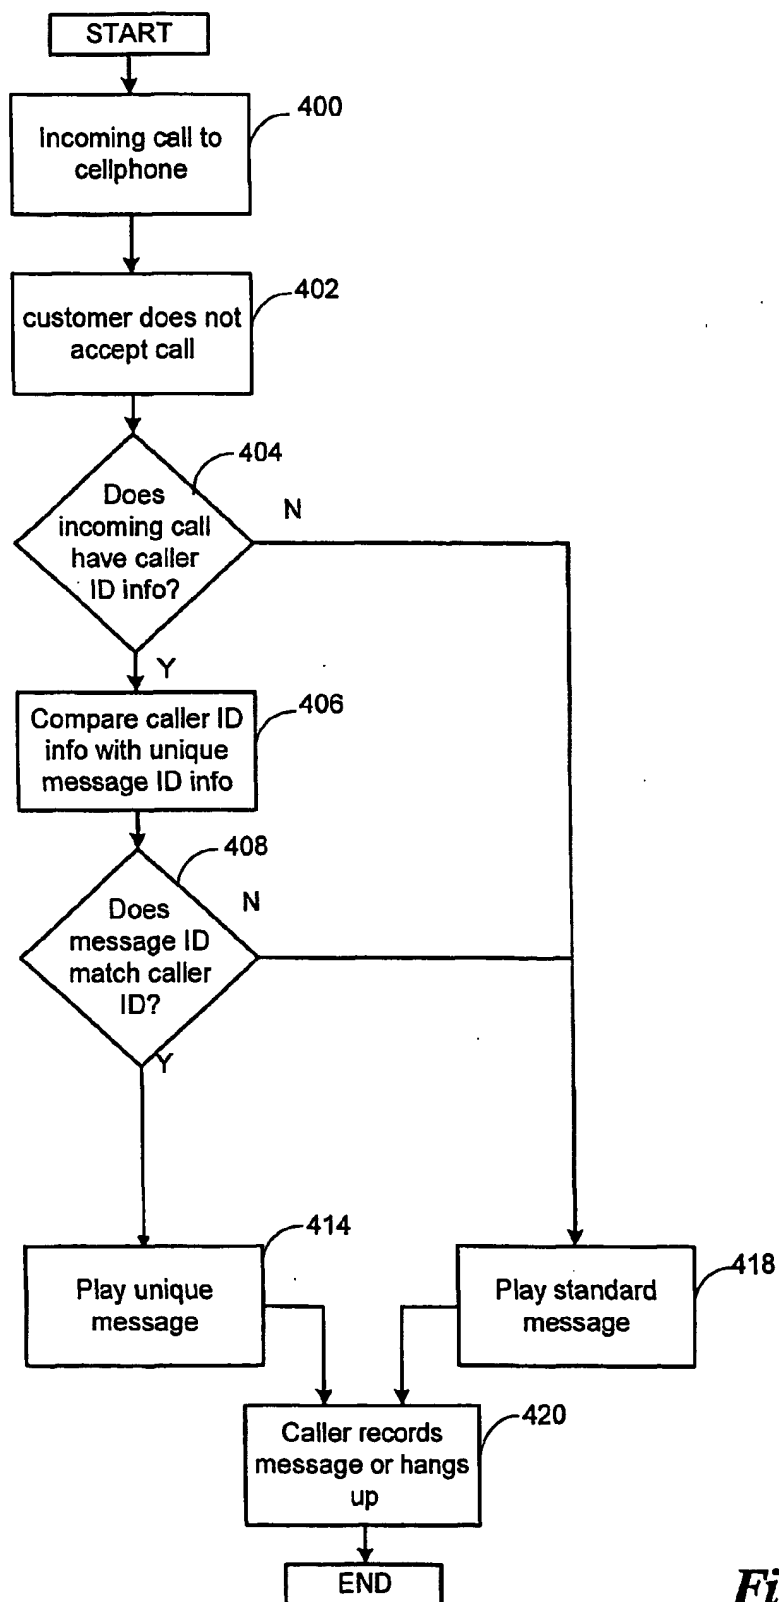 START
400
Incoming call to
cellphone
402
customer does not
accept call
404
Does
incoming call
have caller
ID info?
N
Y
406
Compare caller ID
info with unique
message ID info
408
Does
message ID
match caller
ID?
N
Y
414
Play unique
message
418
Play standard
message
420
Caller records
message or hangs
up
END